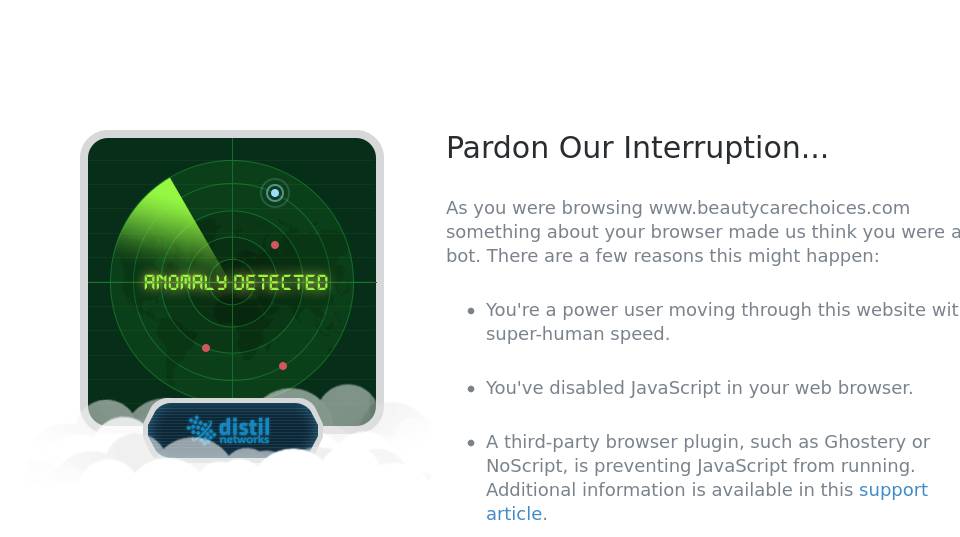 Pardon Our Interruption...
As you were browsing www.beautycarechoices.com
something about your browser made us think you were a
bot. There are a few reasons this might happen:
You're a power user moving through this website wit
super-human speed.
You've disabled JavaScript in your web browser.
A third-party browser plugin, such as Ghostery or
NoScript, is preventing JavaScript from running.
Additional information is available in this support
article.
ANOMALY DETECTED
distil
networks